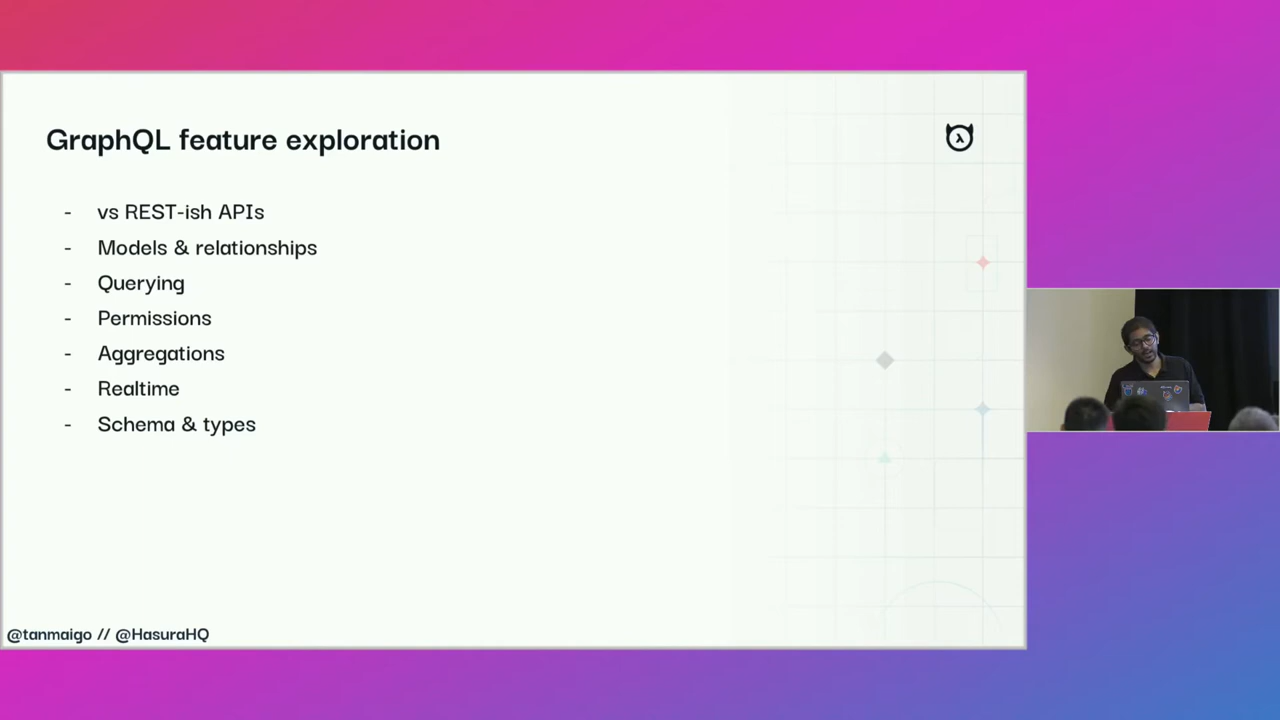 GraphQL feature exploration
- vs REST-ish APIs
- Models & relationships
- Querying
- Permissions
- Aggregations
- Realtime
- Schema & types
@tanmaigo // @HasuraHQ